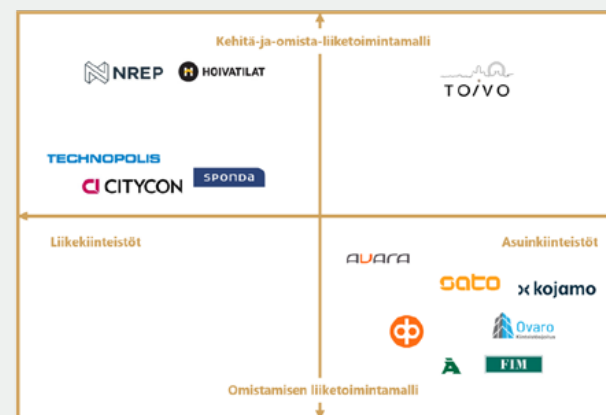 Kehitä-ja-omista-liiketoimintamalli
NREP
HOIVATILAT
TOIVO
TECHNOPOLIS
CITYCON
SPONDA
Liikekiinteistöt
Asuinkiinteistöt
AVARA
sato
kojamo
Ovaro
Å
FIM
Omistamisen liiketoimintamalli